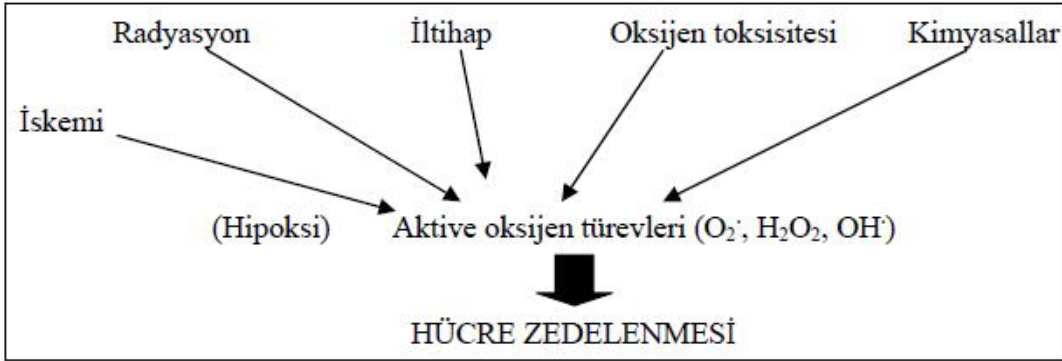 Radyasyon İltihap Oksijen toksisitesi Kimyasallar
İskemi
(Hipoksi) Aktive oksijen türevleri (O₂˙, H₂O₂, OH˙)
HÜCRE ZEDELENMESİ